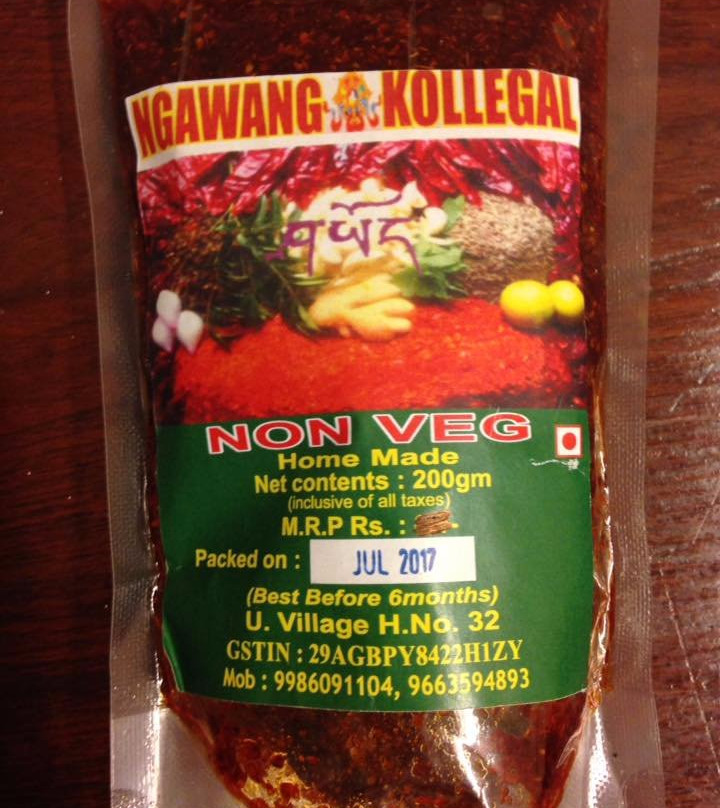 NGAWANG KOLLEGAL
ཁ་ཡོད
NON VEG
Home Made
Net contents : 200gm
(inclusive of all taxes)
M.R.P Rs. :
Packed on : JUL 2017
(Best Before 6months)
U. Village H.No. 32
GSTIN : 29AGBPY8422H1ZY
Mob : 9986091104, 9663594893